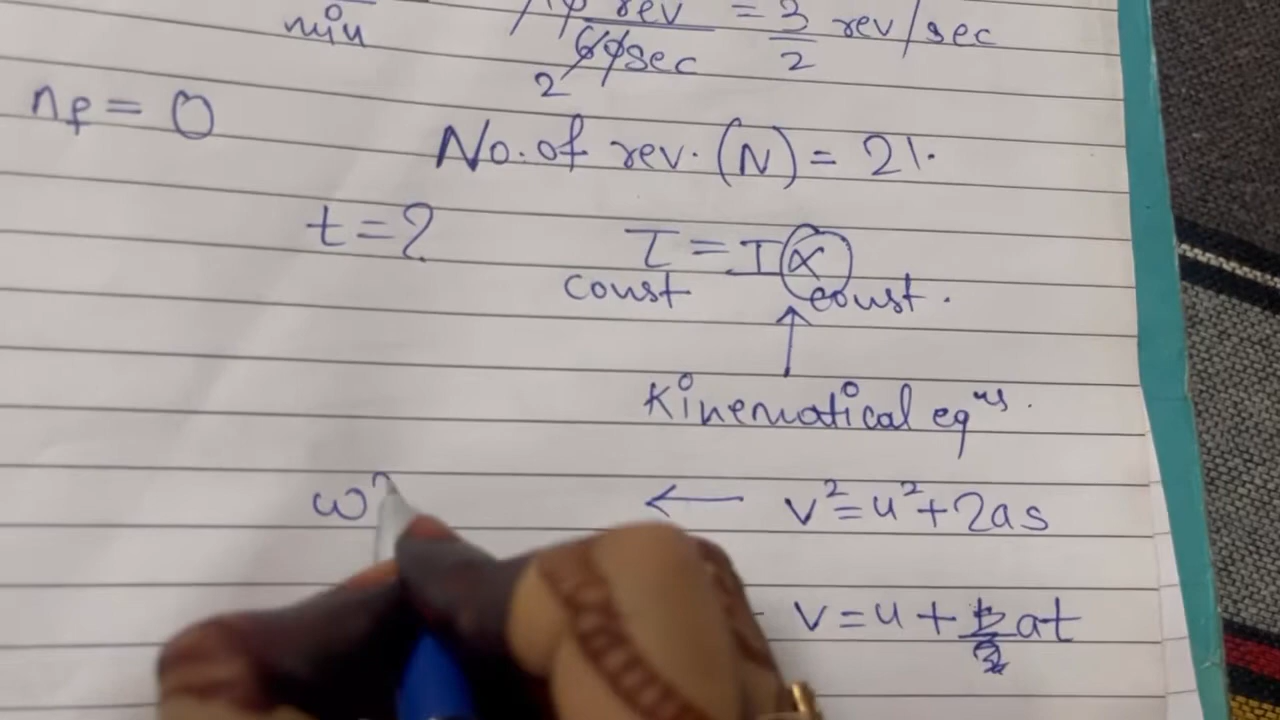 rev = 3/2 rev/sec
min 60 sec
2
nf = 0
No. of rev. (N) = 21.
t = ? τ = Iα
const const.
↑
Kinematical eqns.
ω² ← v² = u² + 2as
v = u + at